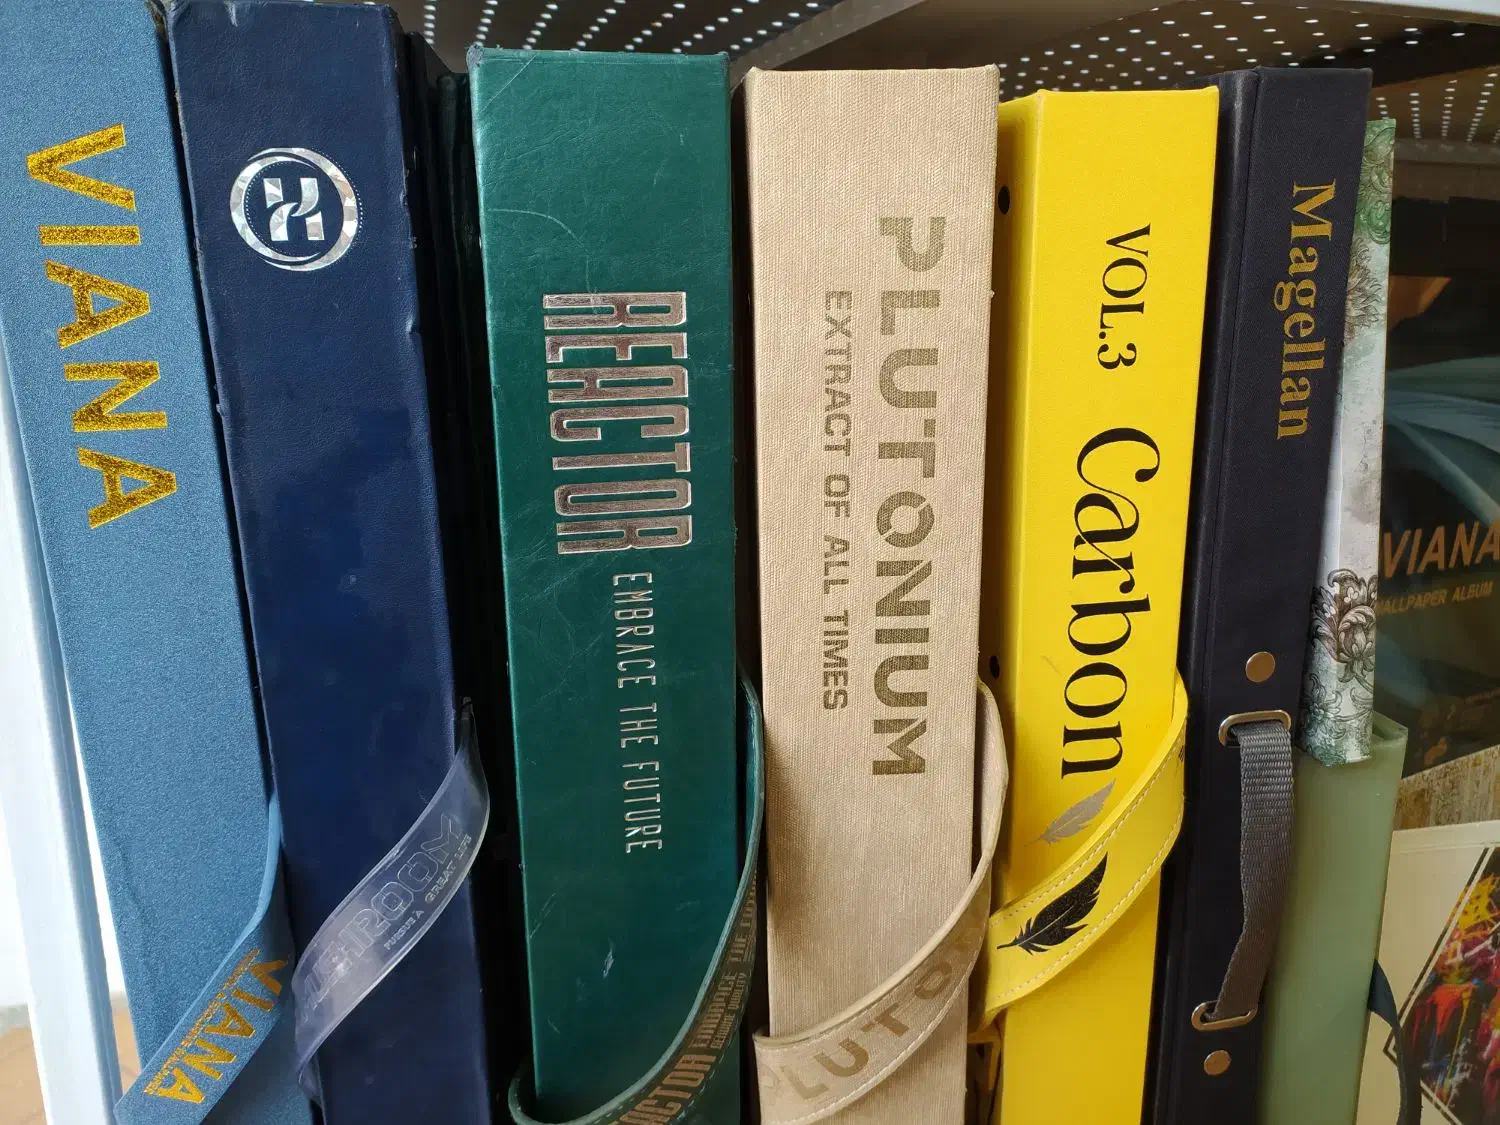 VIANA
VIANA
PURSUE A GREAT LIFE
REACTOR
EMBRACE THE FUTURE
PLUTONIUM
EXTRACT OF ALL TIMES
VOL.3 Carbon
Magellan
VIANA
WALLPAPER ALBUM